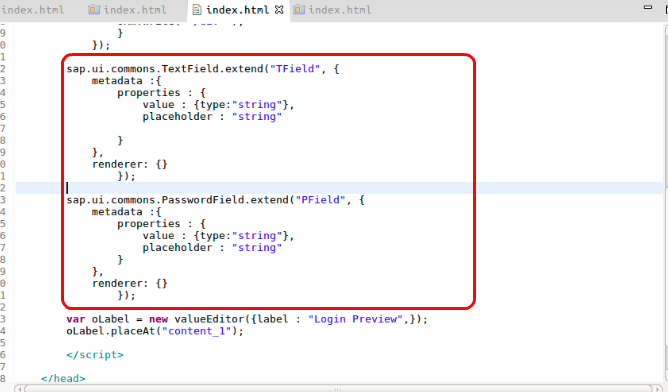 index.html index.html index.html index.html
9 }
0 });
1
2 sap.ui.commons.TextField.extend("TField", {
3 metadata :{
4 properties : {
5 value : {type:"string"},
6 placeholder : "string"
7
8 }
9 },
0 renderer: {}
1 });
2
3 sap.ui.commons.PasswordField.extend("PField", {
4 metadata :{
5 properties : {
6 value : {type:"string"},
7 placeholder : "string"
8 }
9 },
0 renderer: {}
1 });
2
3 var oLabel = new valueEditor({label : "Login Preview",});
4 oLabel.placeAt("content_1");
5
6 </script>
7
8 </head>